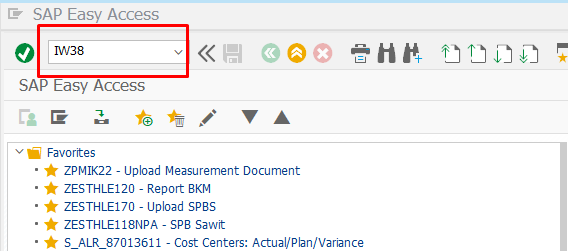 SAP Easy Access
IW38
SAP Easy Access
Favorites
ZPMIK22 - Upload Measurement Document
ZESTHLE120 - Report BKM
ZESTHLE170 - Upload SPBS
ZESTHLE118NPA - SPB Sawit
S_ALR_87013611 - Cost Centers: Actual/Plan/Variance